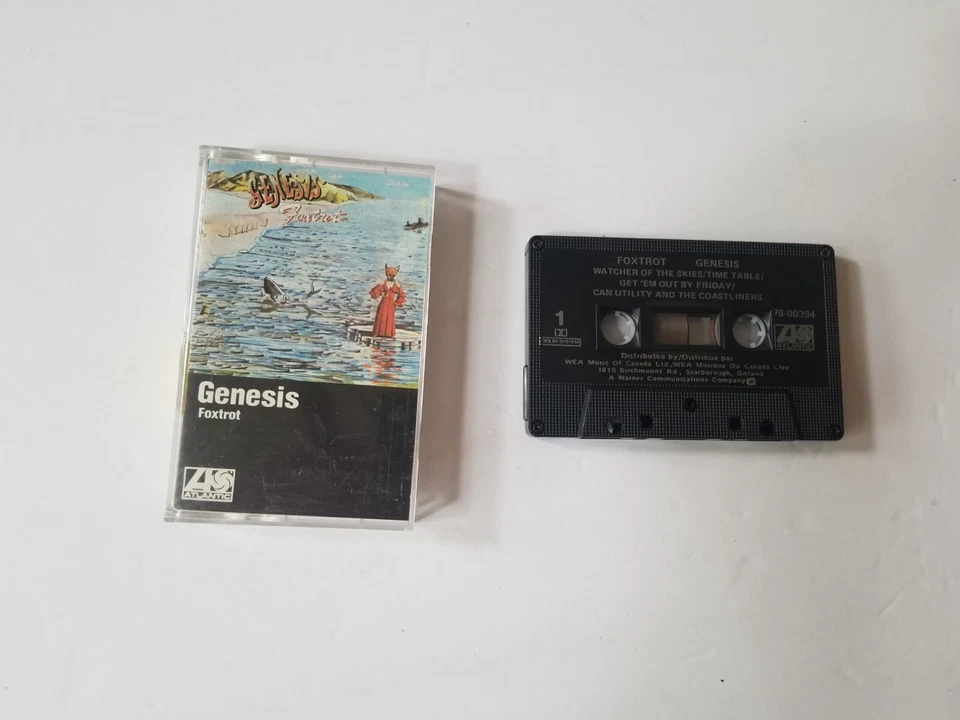 GENESIS
Foxtrot
Genesis
Foxtrot
ATLANTIC
FOXTROT GENESIS
WATCHER OF THE SKIES/TIME TABLE/
GET 'EM OUT BY FRIDAY/
CAN UTILITY AND THE COASTLINERS
1
78-00394
DOLBY SYSTEM
ATLANTIC
Distributed by/Distribué par
WEA Music Of Canada Ltd./WEA Musique Du Canada Ltée
1810 Birchmount Rd., Scarborough, Ontario
A Warner Communications Company